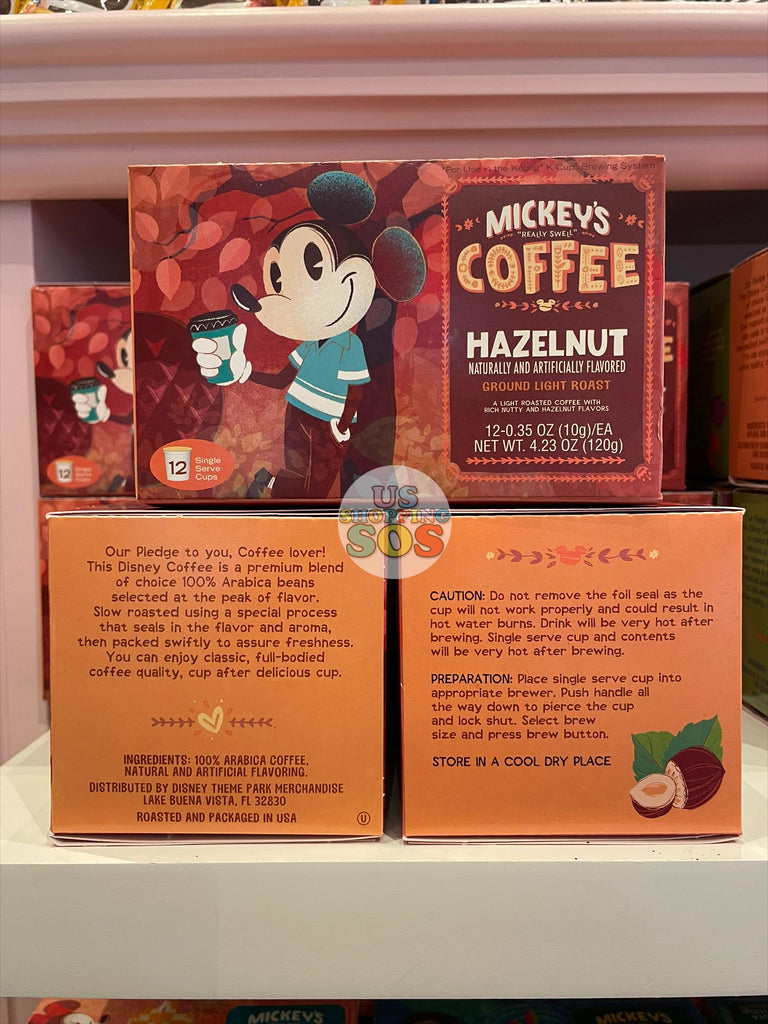 For Use in the Keurig® K-Cup® Brewing System
MICKEY'S
"REALLY SWELL"
COFFEE
HAZELNUT
NATURALLY AND ARTIFICIALLY FLAVORED
GROUND LIGHT ROAST
A LIGHT ROASTED COFFEE WITH
RICH NUTTY AND HAZELNUT FLAVORS
12-0.35 OZ (10g)/EA
NET WT. 4.23 OZ (120g)
12 Single
Serve
Cups
12 Single
Serve
Cups
US
SHOPPING
SOS
Our Pledge to you, Coffee lover!
This Disney Coffee is a premium blend
of choice 100% Arabica beans
selected at the peak of flavor.
Slow roasted using a special process
that seals in the flavor and aroma,
then packed swiftly to assure freshness.
You can enjoy classic, full-bodied
coffee quality, cup after delicious cup.
INGREDIENTS: 100% ARABICA COFFEE,
NATURAL AND ARTIFICIAL FLAVORING.
DISTRIBUTED BY DISNEY THEME PARK MERCHANDISE
LAKE BUENA VISTA, FL 32830
ROASTED AND PACKAGED IN USA
U
CAUTION: Do not remove the foil seal as the
cup will not work properly and could result in
hot water burns. Drink will be very hot after
brewing. Single serve cup and contents
will be very hot after brewing.
PREPARATION: Place single serve cup into
appropriate brewer. Push handle all
the way down to pierce the cup
and lock shut. Select brew
size and press brew button.
STORE IN A COOL DRY PLACE
MICKEY'S
MICKEY'S